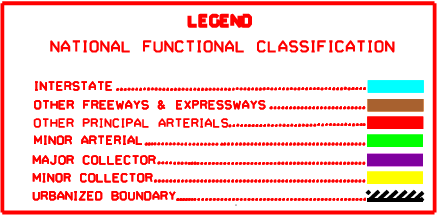 LEGEND
NATIONAL FUNCTIONAL CLASSIFICATION
INTERSTATE
OTHER FREEWAYS & EXPRESSWAYS
OTHER PRINCIPAL ARTERIALS
MINOR ARTERIAL
MAJOR COLLECTOR
MINOR COLLECTOR
URBANIZED BOUNDARY